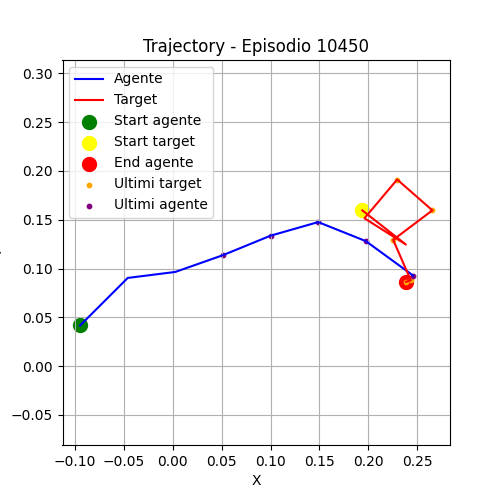 Trajectory - Episodio 10450
0.30
0.25
0.20
0.15
0.10
0.05
0.00
−0.05
Agente
Target
Start agente
Start target
End agente
Ultimi target
Ultimi agente
−0.10 −0.05 0.00 0.05 0.10 0.15 0.20 0.25
X